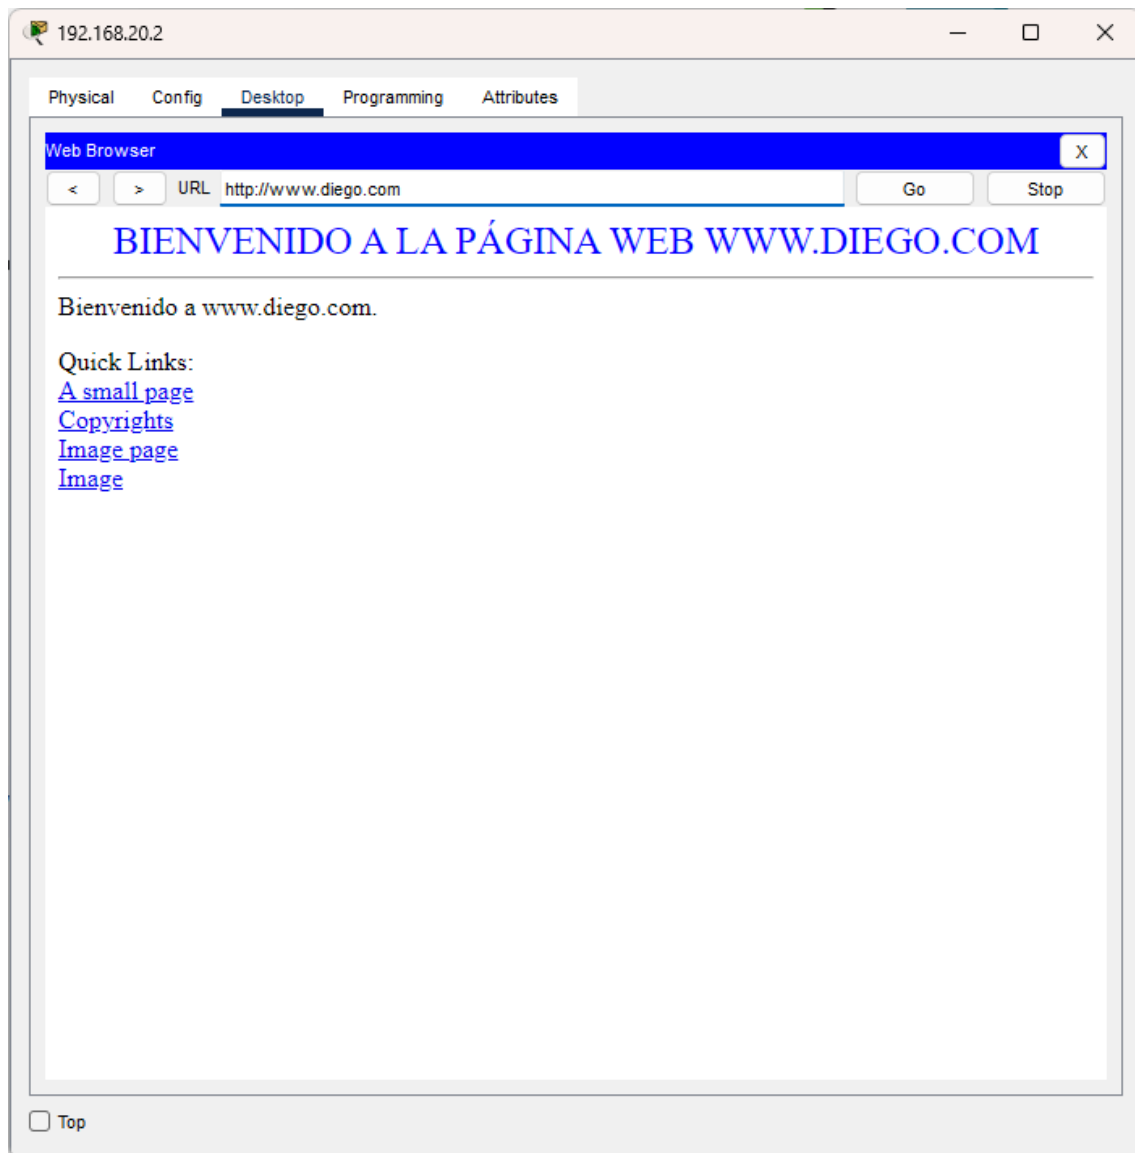 192.168.20.2
Physical Config Desktop Programming Attributes
Web Browser X
< > URL http://www.diego.com Go Stop
BIENVENIDO A LA PÁGINA WEB WWW.DIEGO.COM
Bienvenido a www.diego.com.
Quick Links:
A small page
Copyrights
Image page
Image
Top